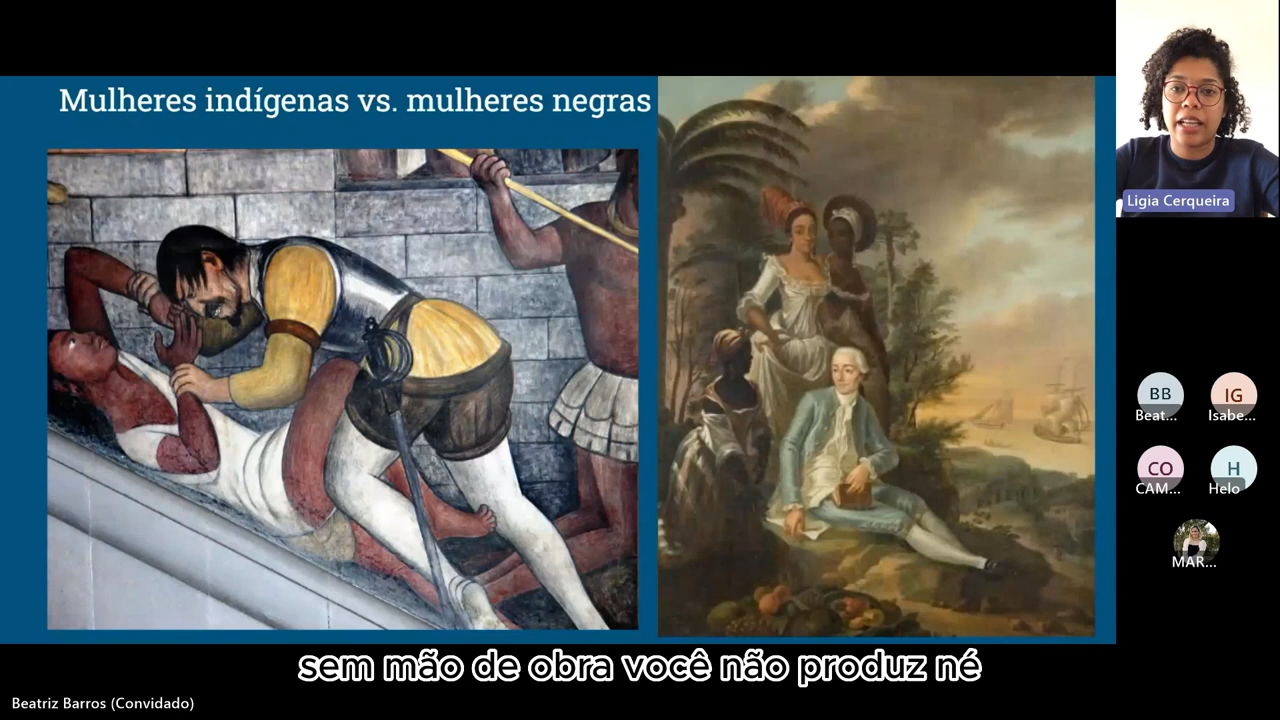 Mulheres indígenas vs. mulheres negras
Ligia Cerqueira
BB
Beat...
IG
Isabe...
CO
CAM...
H
Helo
MAR...
sem mão de obra você não produz né
Beatriz Barros (Convidado)